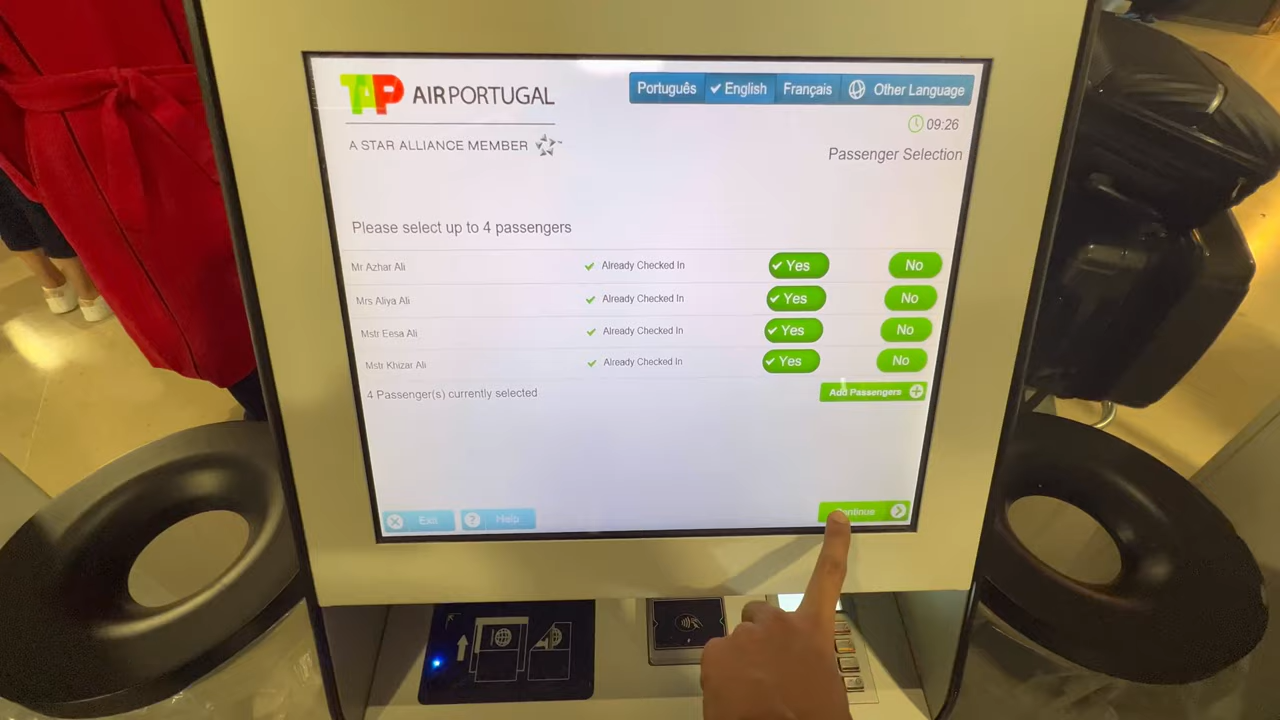 TAP AIRPORTUGAL
A STAR ALLIANCE MEMBER
Português ✓ English Français Other Language
09:26
Passenger Selection
Please select up to 4 passengers
Mr Azhar Ali ✓ Already Checked In ✓ Yes No
Mrs Aliya Ali ✓ Already Checked In ✓ Yes No
Mstr Eesa Ali ✓ Already Checked In ✓ Yes No
Mstr Khizar Ali ✓ Already Checked In ✓ Yes No
4 Passenger(s) currently selected Add Passengers
Exit Help Continue